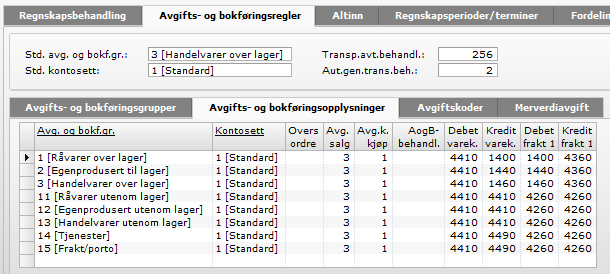 Regnskapsbehandling Avgifts- og bokføringsregler Altinn Regnskapsperioder/terminer Fordelin
Std. avg. og bokf.gr.: 3 [Handelvarer over lager] Transp.avt.behandl.: 256
Std. kontosett: 1 [Standard] Aut.gen.trans.beh.: 2
Avgifts- og bokføringsgrupper Avgifts- og bokføringsopplysninger Avgiftskoder Merverdiavgift
Avg. og bokf.gr. Kontosett Overs Avg. Avg.k. AogB- Debet Kredit Debet Kredit
ordre salg kjøp behandl. varek. varek. frakt 1 frakt 1
1 [Råvarer over lager] 1 [Standard] 3 1 4410 1400 1400 4360
2 [Egenprodusert til lager] 1 [Standard] 3 1 4410 1440 1440 4360
3 [Handelvarer over lager] 1 [Standard] 3 1 4410 1460 1460 4360
11 [Råvarer utenom lager] 1 [Standard] 3 1 4410 4410 4260 4260
12 [Egenprodusert utenom lager] 1 [Standard] 3 1 4410 4410 4260 4260
13 [Handelvarer utenom lager] 1 [Standard] 3 1 4410 4410 4260 4260
14 [Tjenester] 1 [Standard] 3 1 4410 4490 4260 4260
15 [Frakt/porto] 1 [Standard] 3 1 4410 4490 4260 4260